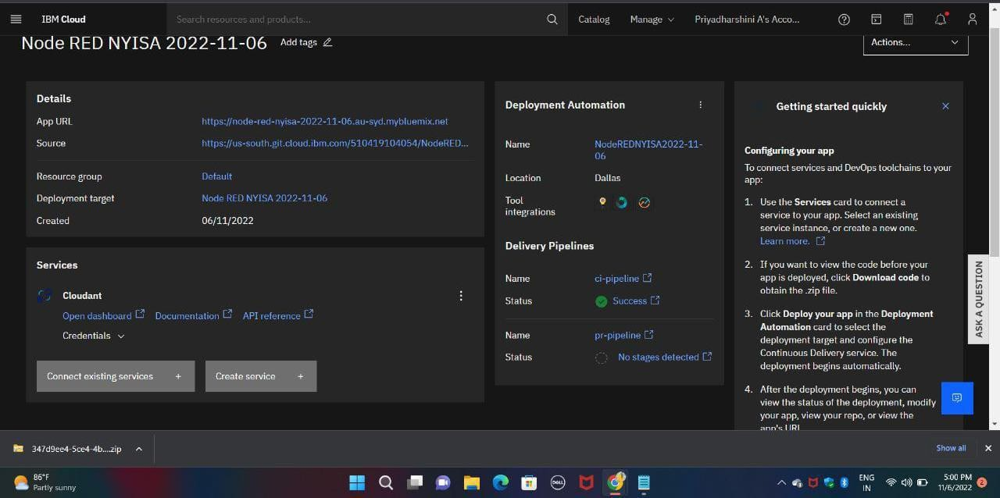 IBM Cloud
Search resources and products...
Catalog
Manage
Priyadharshini A's Acco...
Node RED NYISA 2022-11-06
Add tags
Actions...
Details
App URL
https://node-red-nyisa-2022-11-06.au-syd.mybluemix.net
Source
https://us-south.git.cloud.ibm.com/510419104054/NodeRED...
Resource group
Default
Deployment target
Node RED NYISA 2022-11-06
Created
06/11/2022
Services
Cloudant
Open dashboard
Documentation
API reference
Credentials
Connect existing services +
Create service +
Deployment Automation
Name
NodeREDNYISA2022-11-
06
Location
Dallas
Tool
integrations
Delivery Pipelines
Name
ci-pipeline
Status
Success
Name
pr-pipeline
Status
No stages detected
Getting started quickly
Configuring your app
To connect services and DevOps toolchains to your
app:
1. Use the Services card to connect a
service to your app. Select an existing
service instance, or create a new one.
Learn more.
2. If you want to view the code before your
app is deployed, click Download code to
obtain the .zip file.
3. Click Deploy your app in the Deployment
Automation card to select the
deployment target and configure the
Continuous Delivery service. The
deployment begins automatically.
4. After the deployment begins, you can
view the status of the deployment, modify
your app, view your repo, or view the
app's URL
ASK A QUESTION
347d9ee4-5ce4-4b....zip
Show all
86°F
Partly sunny
DELL
ENG
IN
5:00 PM
11/6/2022
2